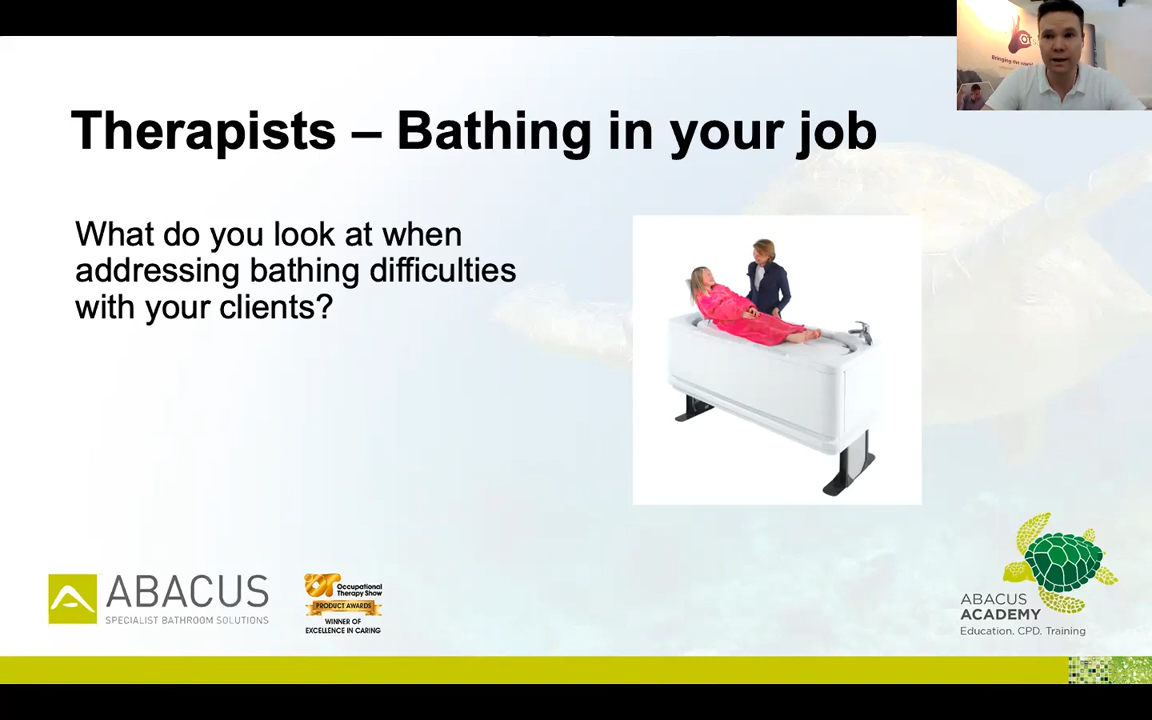 Therapists – Bathing in your job
What do you look at when
addressing bathing difficulties
with your clients?
ABACUS
SPECIALIST BATHROOM SOLUTIONS
OT
Occupational
Therapy Show
PRODUCT AWARDS
WINNER OF
EXCELLENCE IN CARING
ABACUS
ACADEMY
Education. CPD. Training